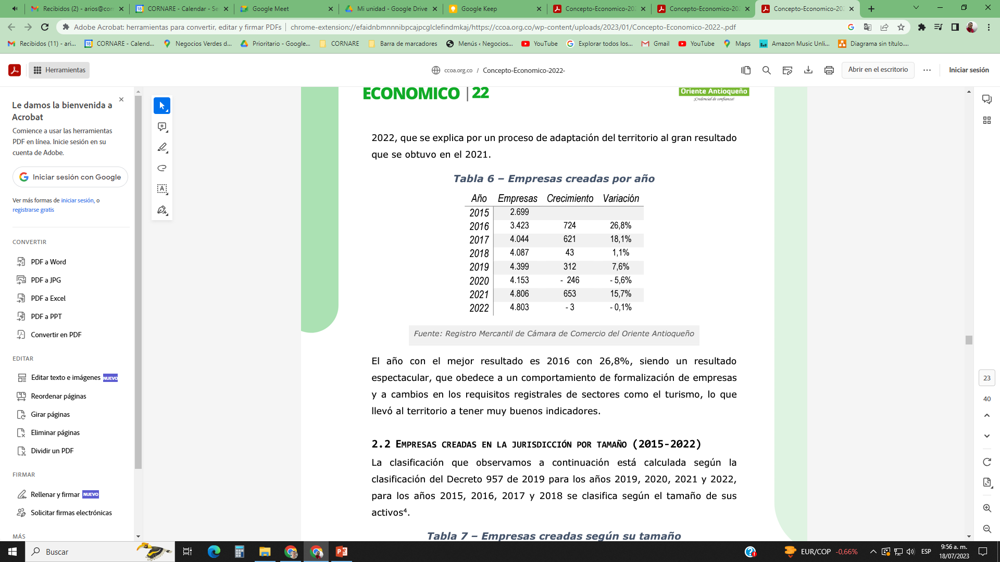 Recibidos (2) - arios@corn
CORNARE - Calendar - Se
Google Meet
Mi unidad - Google Drive
Google Keep
Concepto-Economico-202
Concepto-Economico-202
Concepto-Economico-202
Adobe Acrobat: herramientas para convertir, editar y firmar PDFs | chrome-extension://efaidnbmnnnibpcajpcglclefindmkaj/https://ccoa.org.co/wp-content/uploads/2023/01/Concepto-Economico-2022-.pdf
Recibidos (11) - ari... CORNARE - Calend... Negocios Verdes d... Prioritario - Google... CORNARE Barra de marcadores Menús ‹ Negocios... YouTube Explorar todos los... Gmail YouTube Maps Amazon Music Unli... Diagrama sin título....
Herramientas
ccoa.org.co / Concepto-Economico-2022-
Abrir en el escritorio
Iniciar sesión
Le damos la bienvenida a
Acrobat
Comience a usar las herramientas
PDF en línea. Inicie sesión en su
cuenta de Adobe.
Iniciar sesión con Google
Ver más formas de iniciar sesión, o
registrarse gratis
CONVERTIR
PDF a Word
PDF a JPG
PDF a Excel
PDF a PPT
Convertir en PDF
EDITAR
Editar texto e imágenes NUEVO
Reordenar páginas
Girar páginas
Eliminar páginas
Dividir un PDF
FIRMAR
Rellenar y firmar NUEVO
Solicitar firmas electrónicas
MÁS
ECONOMICO | 22
Oriente Antioqueño
¡Credencial de confianza!
2022, que se explica por un proceso de adaptación del territorio al gran resultado
que se obtuvo en el 2021.
Tabla 6 – Empresas creadas por año
Año Empresas Crecimiento Variación
2015 2.699
2016 3.423 724 26,8%
2017 4.044 621 18,1%
2018 4.087 43 1,1%
2019 4.399 312 7,6%
2020 4.153 - 246 - 5,6%
2021 4.806 653 15,7%
2022 4.803 - 3 - 0,1%
Fuente: Registro Mercantil de Cámara de Comercio del Oriente Antioqueño
El año con el mejor resultado es 2016 con 26,8%, siendo un resultado
espectacular, que obedece a un comportamiento de formalización de empresas
y a cambios en los requisitos registrales de sectores como el turismo, lo que
llevó al territorio a tener muy buenos indicadores.
2.2 EMPRESAS CREADAS EN LA JURISDICCIÓN POR TAMAÑO (2015-2022)
La clasificación que observamos a continuación está calculada según la
clasificación del Decreto 957 de 2019 para los años 2019, 2020, 2021 y 2022,
para los años 2015, 2016, 2017 y 2018 se clasifica según el tamaño de sus
activos⁴.
Tabla 7 – Empresas creadas según su tamaño
23
40
Buscar
EUR/COP -0,66%
ESP
9:56 a. m.
18/07/2023